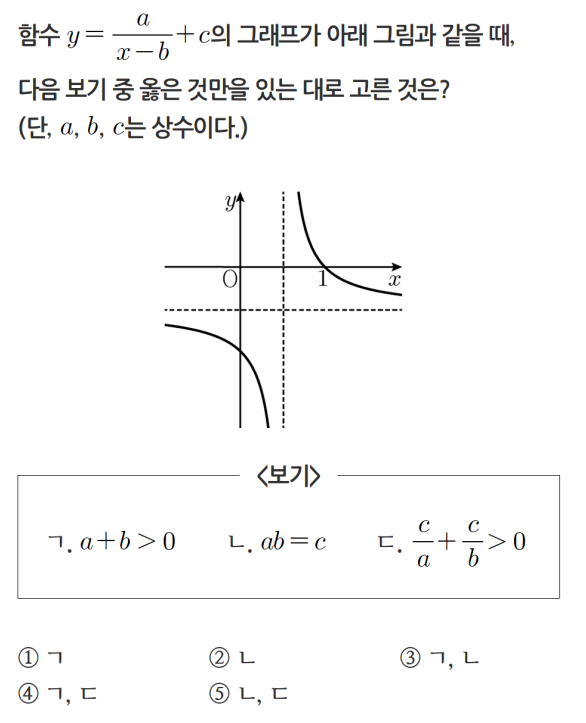 함수 y = a/(x-b) + c의 그래프가 아래 그림과 같을 때,
다음 보기 중 옳은 것만을 있는 대로 고른 것은?
(단, a, b, c는 상수이다.)
y
O 1 x
<보기>
ㄱ. a+b > 0 ㄴ. ab = c ㄷ. c/a + c/b > 0
① ㄱ ② ㄴ ③ ㄱ, ㄴ
④ ㄱ, ㄷ ⑤ ㄴ, ㄷ